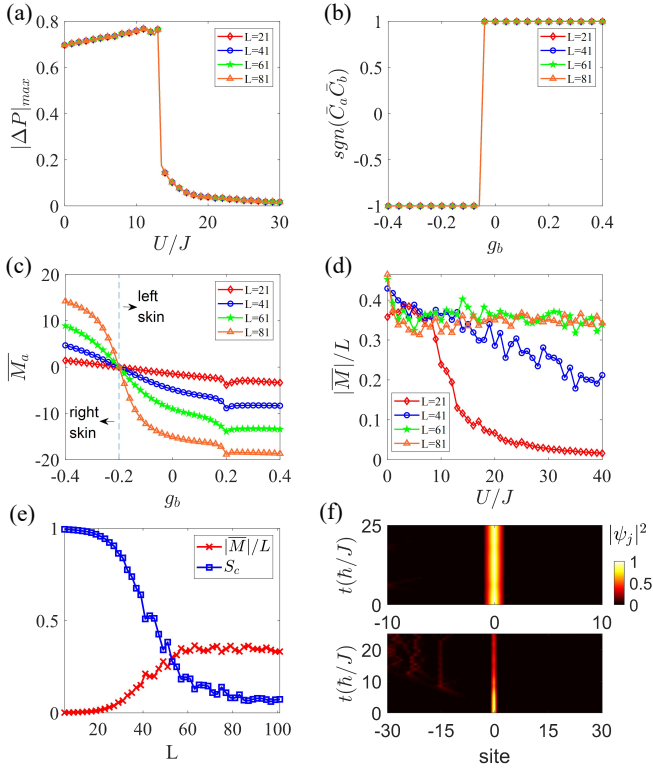 (a)
|ΔP|max
0.8
0.6
0.4
0.2
0
0 10 20 30
U/J
L=21
L=41
L=61
L=81
(b)
sgn(C̄aC̄b)
1
0.5
0
-0.5
-1
-0.4 -0.2 0 0.2 0.4
gb
L=21
L=41
L=61
L=81
(c)
M̄a
20
10
0
-10
-20
-0.4 -0.2 0 0.2 0.4
gb
left
skin
right
skin
L=21
L=41
L=61
L=81
(d)
|M̄|/L
0.4
0.3
0.2
0.1
0
0 10 20 30 40
U/J
L=21
L=41
L=61
L=81
(e)
1
0.5
0
0 20 40 60 80 100
L
|M̄|/L
Sc
(f)
t(ħ/J)
25
0
-10 0 10
|ψj|²
1
0.5
0
t(ħ/J)
20
10
0
-30 -15 0 15 30
site